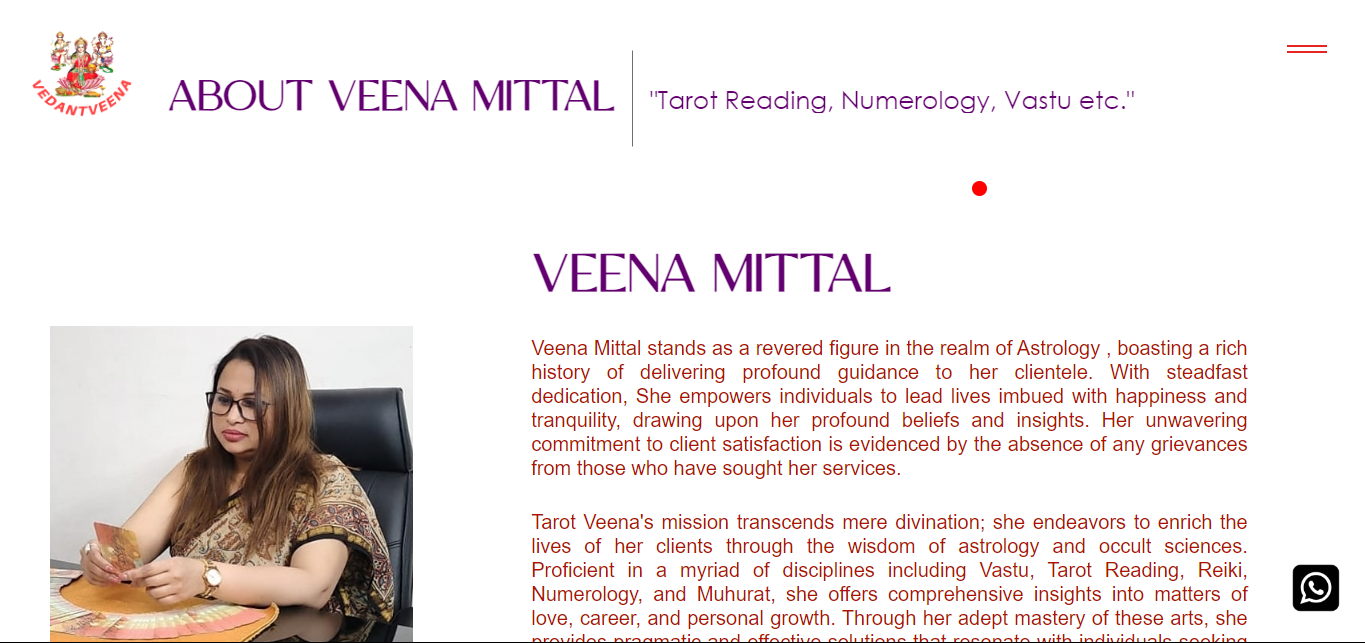 VEDANTVEENA
ABOUT VEENA MITTAL
"Tarot Reading, Numerology, Vastu etc."
VEENA MITTAL
Veena Mittal stands as a revered figure in the realm of Astrology , boasting a rich
history of delivering profound guidance to her clientele. With steadfast
dedication, She empowers individuals to lead lives imbued with happiness and
tranquility, drawing upon her profound beliefs and insights. Her unwavering
commitment to client satisfaction is evidenced by the absence of any grievances
from those who have sought her services.
Tarot Veena's mission transcends mere divination; she endeavors to enrich the
lives of her clients through the wisdom of astrology and occult sciences.
Proficient in a myriad of disciplines including Vastu, Tarot Reading, Reiki,
Numerology, and Muhurat, she offers comprehensive insights into matters of
love, career, and personal growth. Through her adept mastery of these arts, she
provides pragmatic and effective solutions that resonate with individuals seeking